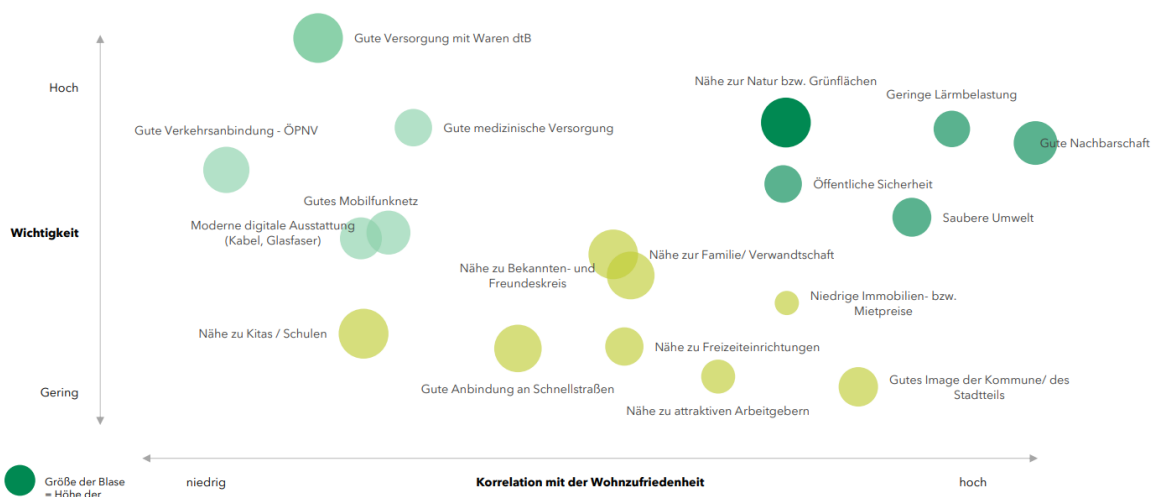 Gute Versorgung mit Waren dtB
Hoch
Nähe zur Natur bzw. Grünflächen
Geringe Lärmbelastung
Gute Verkehrsanbindung - ÖPNV
Gute medizinische Versorgung
Gute Nachbarschaft
Öffentliche Sicherheit
Gutes Mobilfunknetz
Saubere Umwelt
Moderne digitale Ausstattung
(Kabel, Glasfaser)
Wichtigkeit
Nähe zur Familie/ Verwandtschaft
Nähe zu Bekannten- und
Freundeskreis
Niedrige Immobilien- bzw.
Mietpreise
Nähe zu Kitas / Schulen
Nähe zu Freizeiteinrichtungen
Gute Anbindung an Schnellstraßen
Gutes Image der Kommune/ des
Stadtteils
Gering
Nähe zu attraktiven Arbeitgebern
Größe der Blase
= Höhe der
niedrig
Korrelation mit der Wohnzufriedenheit
hoch